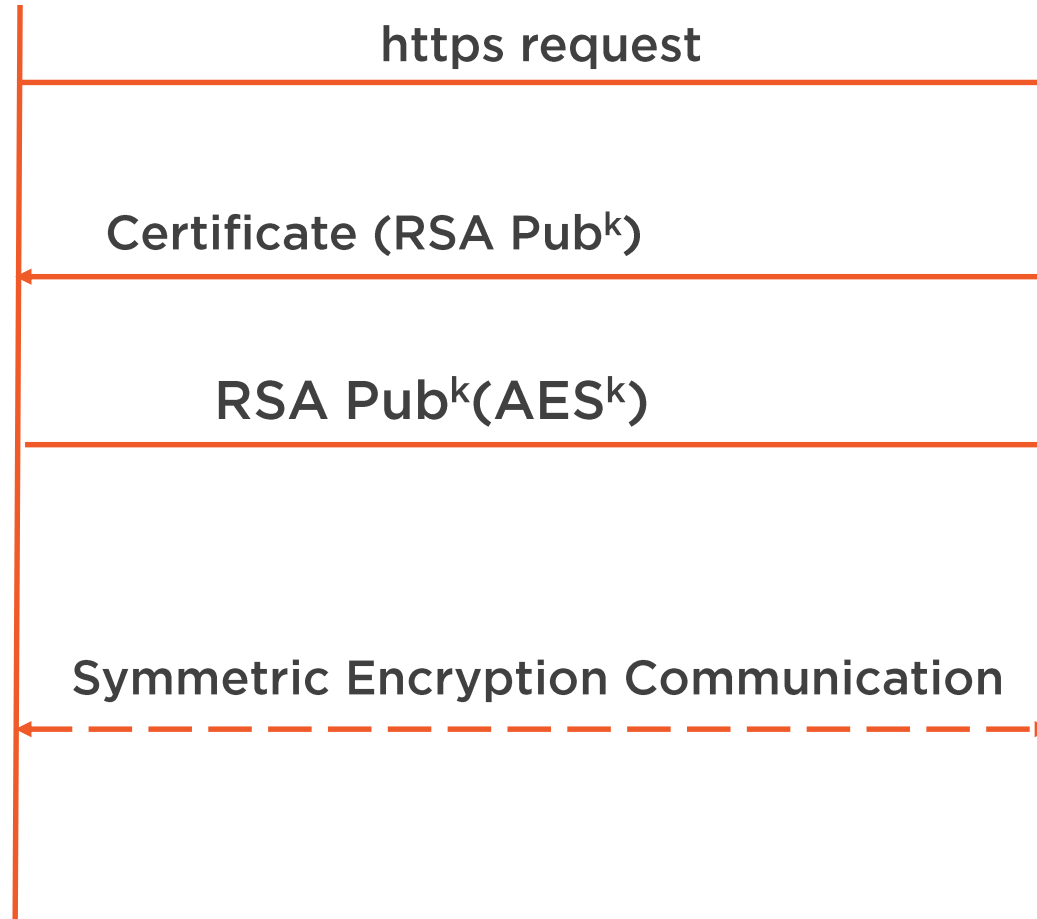 https request
Certificate (RSA Pubᵏ)
RSA Pubᵏ(AESᵏ)
Symmetric Encryption Communication